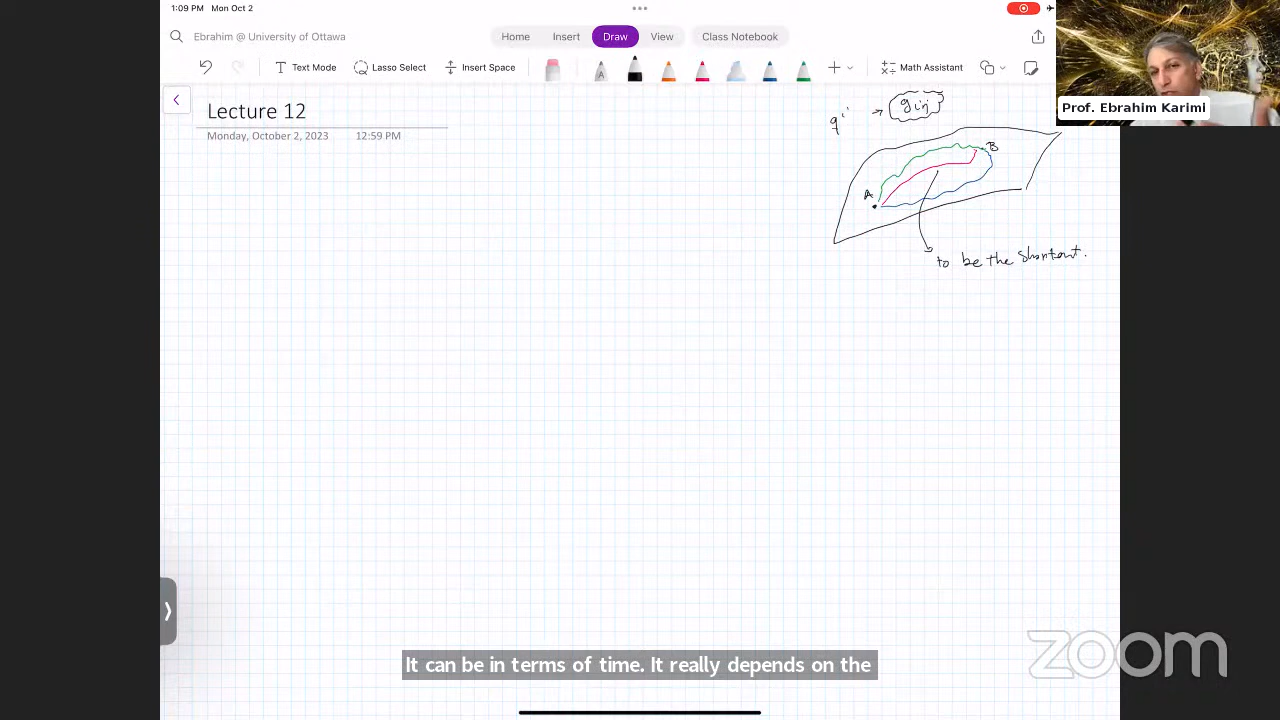 1:09 PM Mon Oct 2
Ebrahim @ University of Ottawa
Home Insert Draw View Class Notebook
Text Mode Lasso Select Insert Space A Math Assistant
Lecture 12
Monday, October 2, 2023 12:59 PM
qⁱ → gij
A
B
to be the shortest.
Prof. Ebrahim Karimi
It can be in terms of time. It really depends on the
zoom